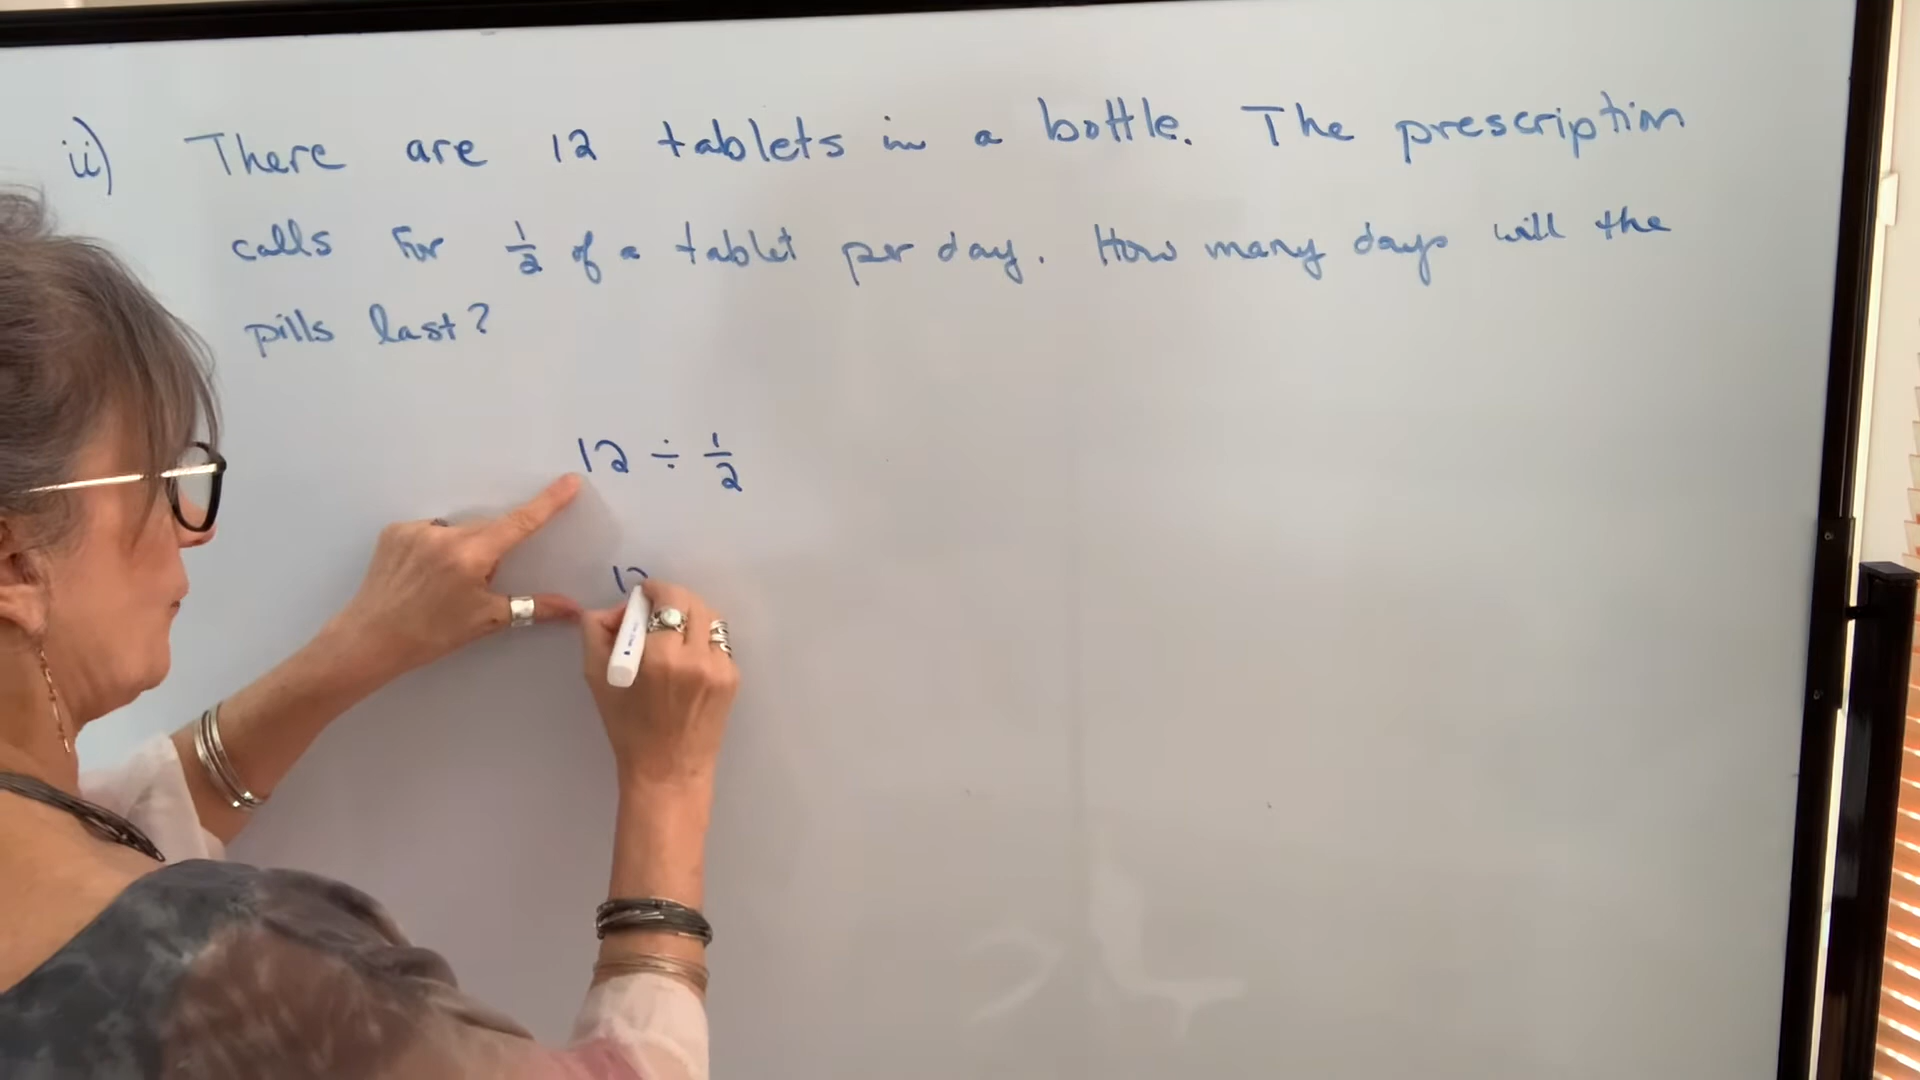 ii) There are 12 tablets in a bottle. The prescription
calls for 1/2 of a tablet per day. How many days will the
pills last?
12 ÷ 1/2
12